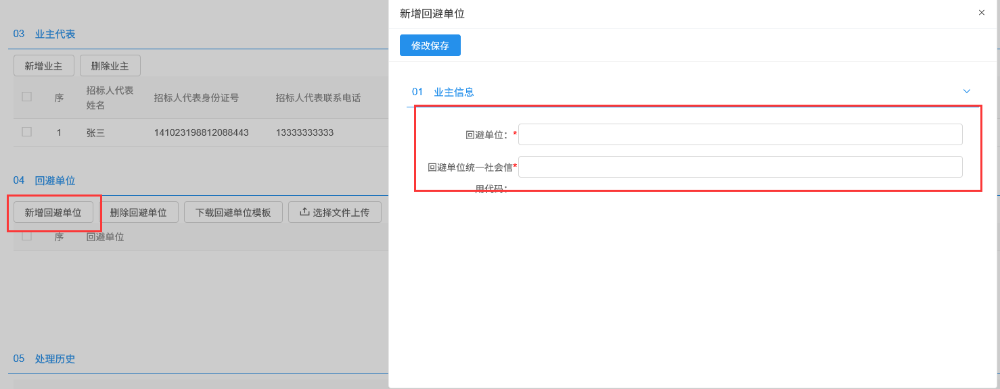 03 业主代表
新增业主 删除业主
序 招标人代表姓名 招标人代表身份证号 招标人代表联系电话
1 张三 141023198812088443 13333333333
04 回避单位
新增回避单位 删除回避单位 下载回避单位模板 选择文件上传
序 回避单位
05 处理历史
新增回避单位 ×
修改保存
01 业主信息
回避单位：*
回避单位统一社会信*
用代码：